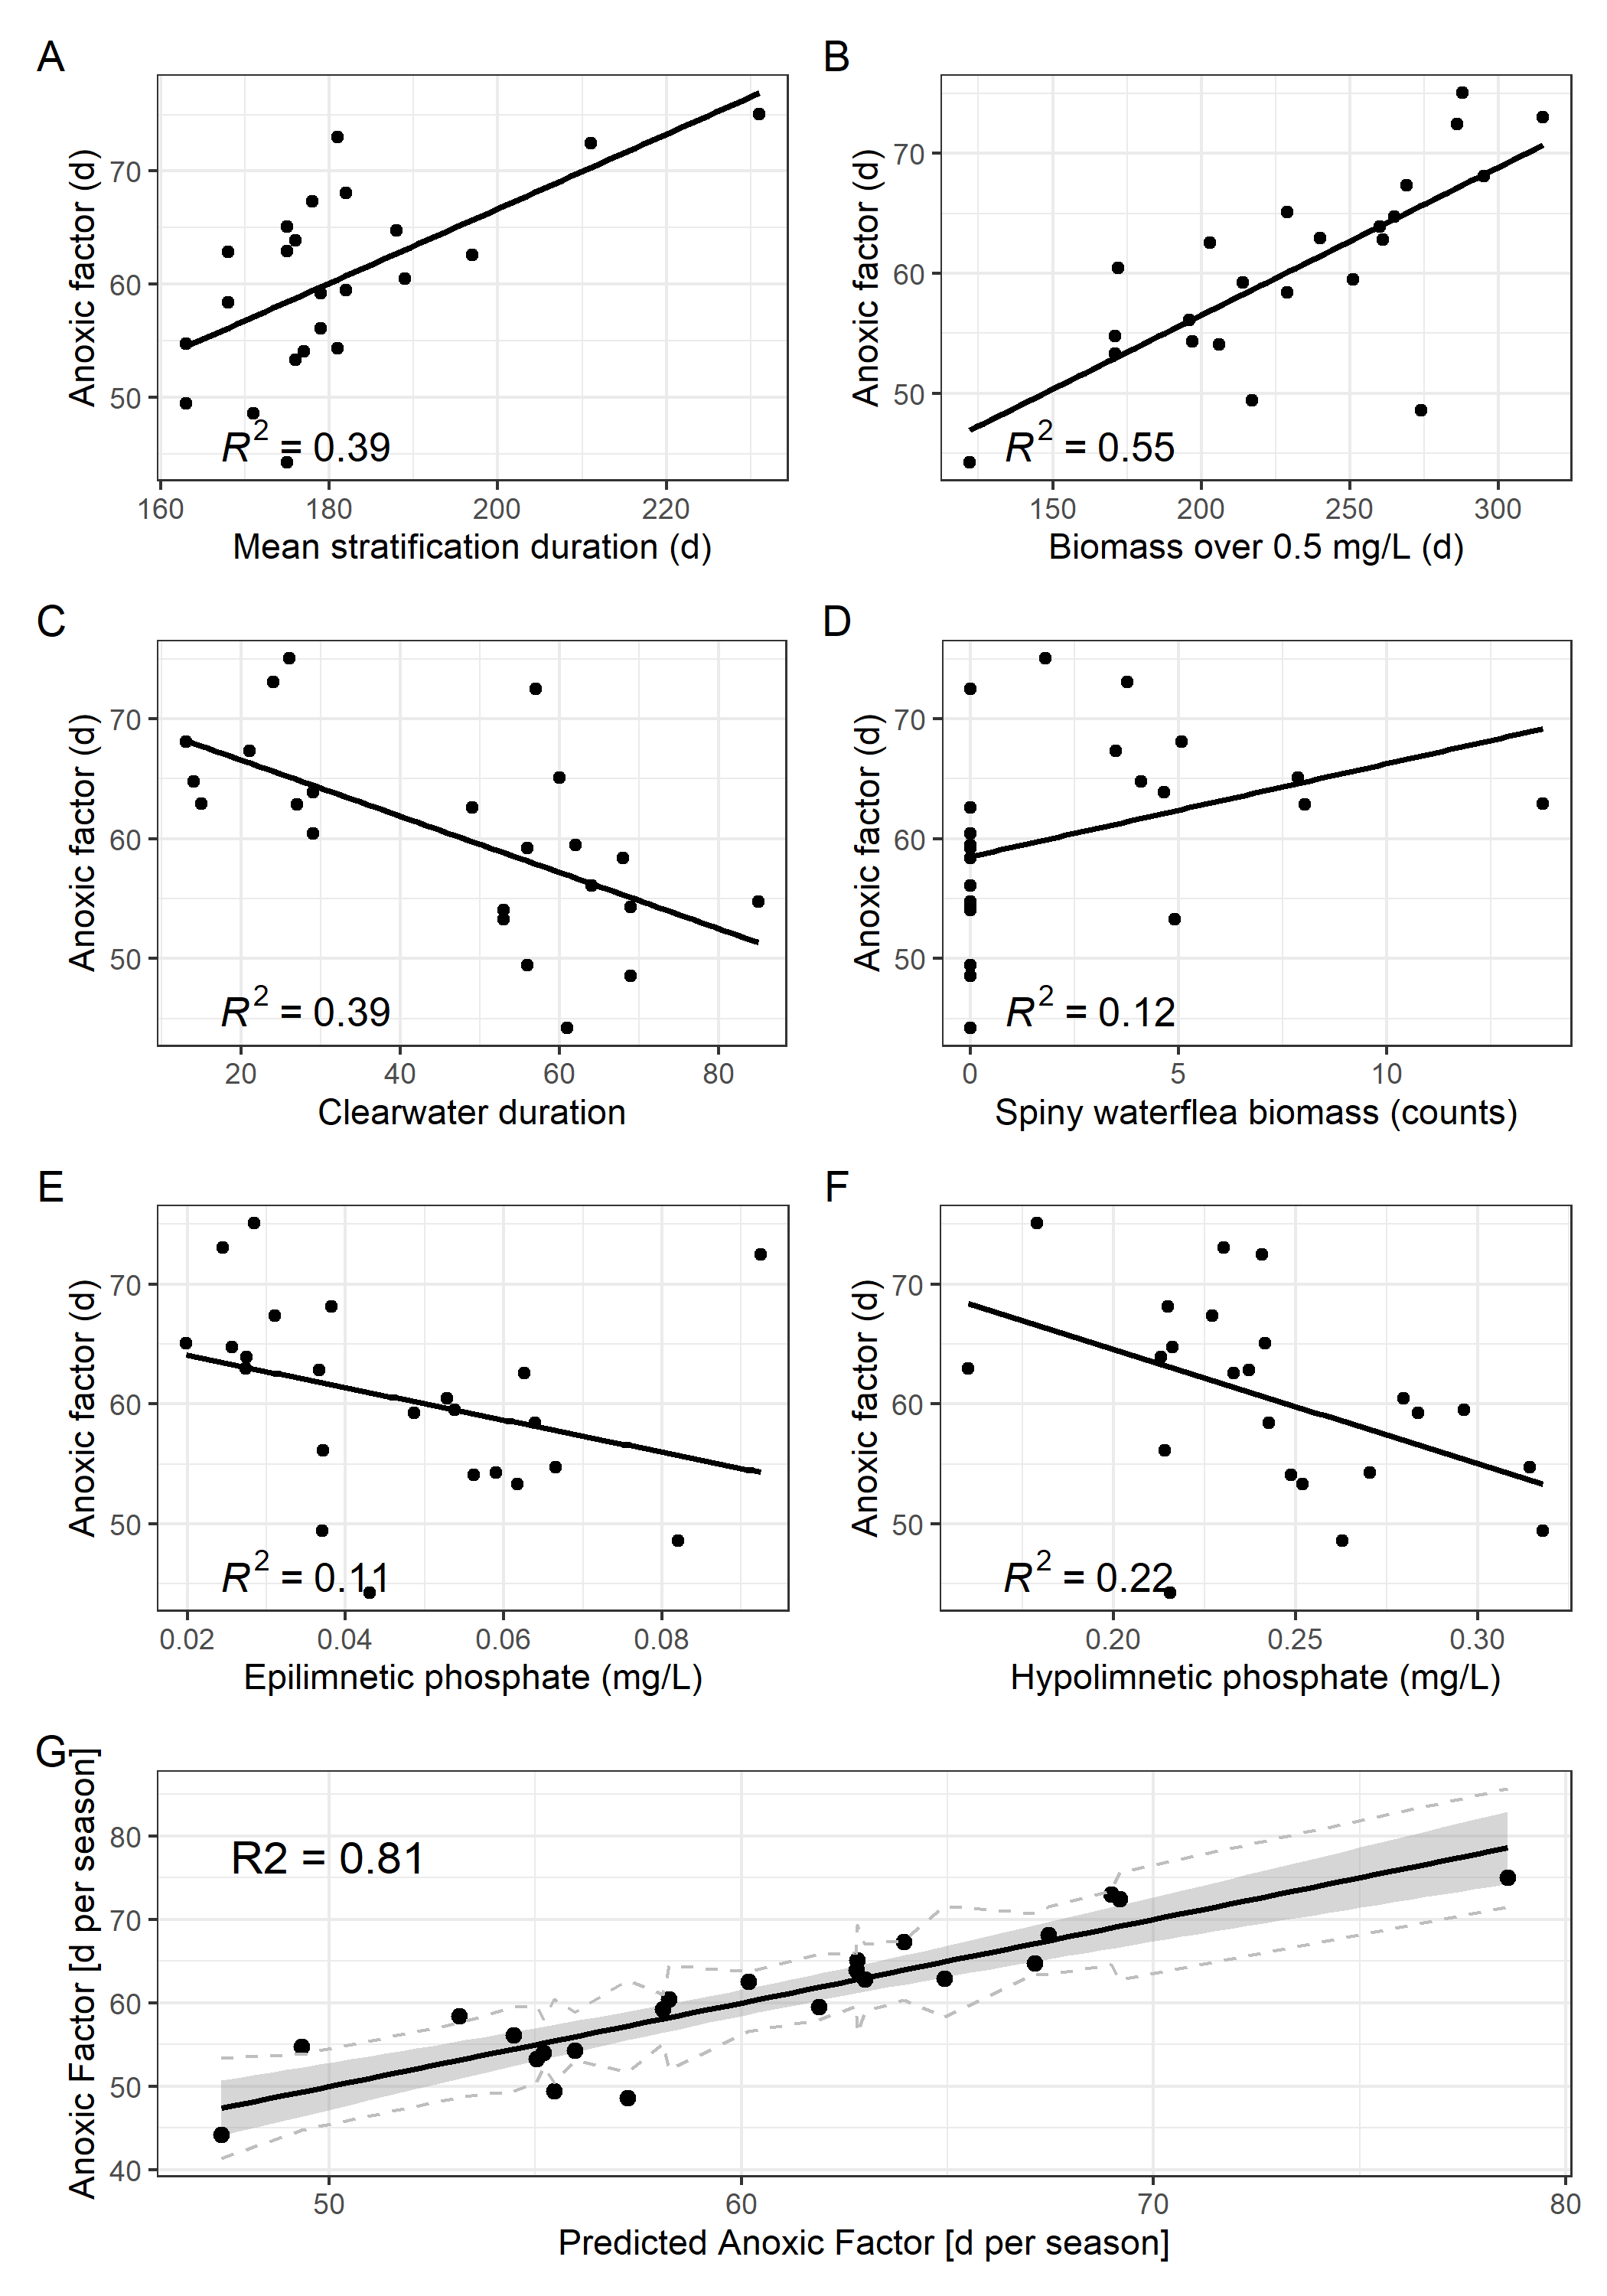 A
B
Anoxic factor (d)
70
60
50
R² = 0.39
160 180 200 220
Mean stratification duration (d)
Anoxic factor (d)
70
60
50
R² = 0.55
150 200 250 300
Biomass over 0.5 mg/L (d)
C
D
Anoxic factor (d)
70
60
50
R² = 0.39
20 40 60 80
Clearwater duration
Anoxic factor (d)
70
60
50
R² = 0.12
0 5 10
Spiny waterflea biomass (counts)
E
F
Anoxic factor (d)
70
60
50
R² = 0.11
0.02 0.04 0.06 0.08
Epilimnetic phosphate (mg/L)
Anoxic factor (d)
70
60
50
R² = 0.22
0.20 0.25 0.30
Hypolimnetic phosphate (mg/L)
G
Anoxic Factor [d per season]
80
70
60
50
40
R2 = 0.81
50 60 70 80
Predicted Anoxic Factor [d per season]